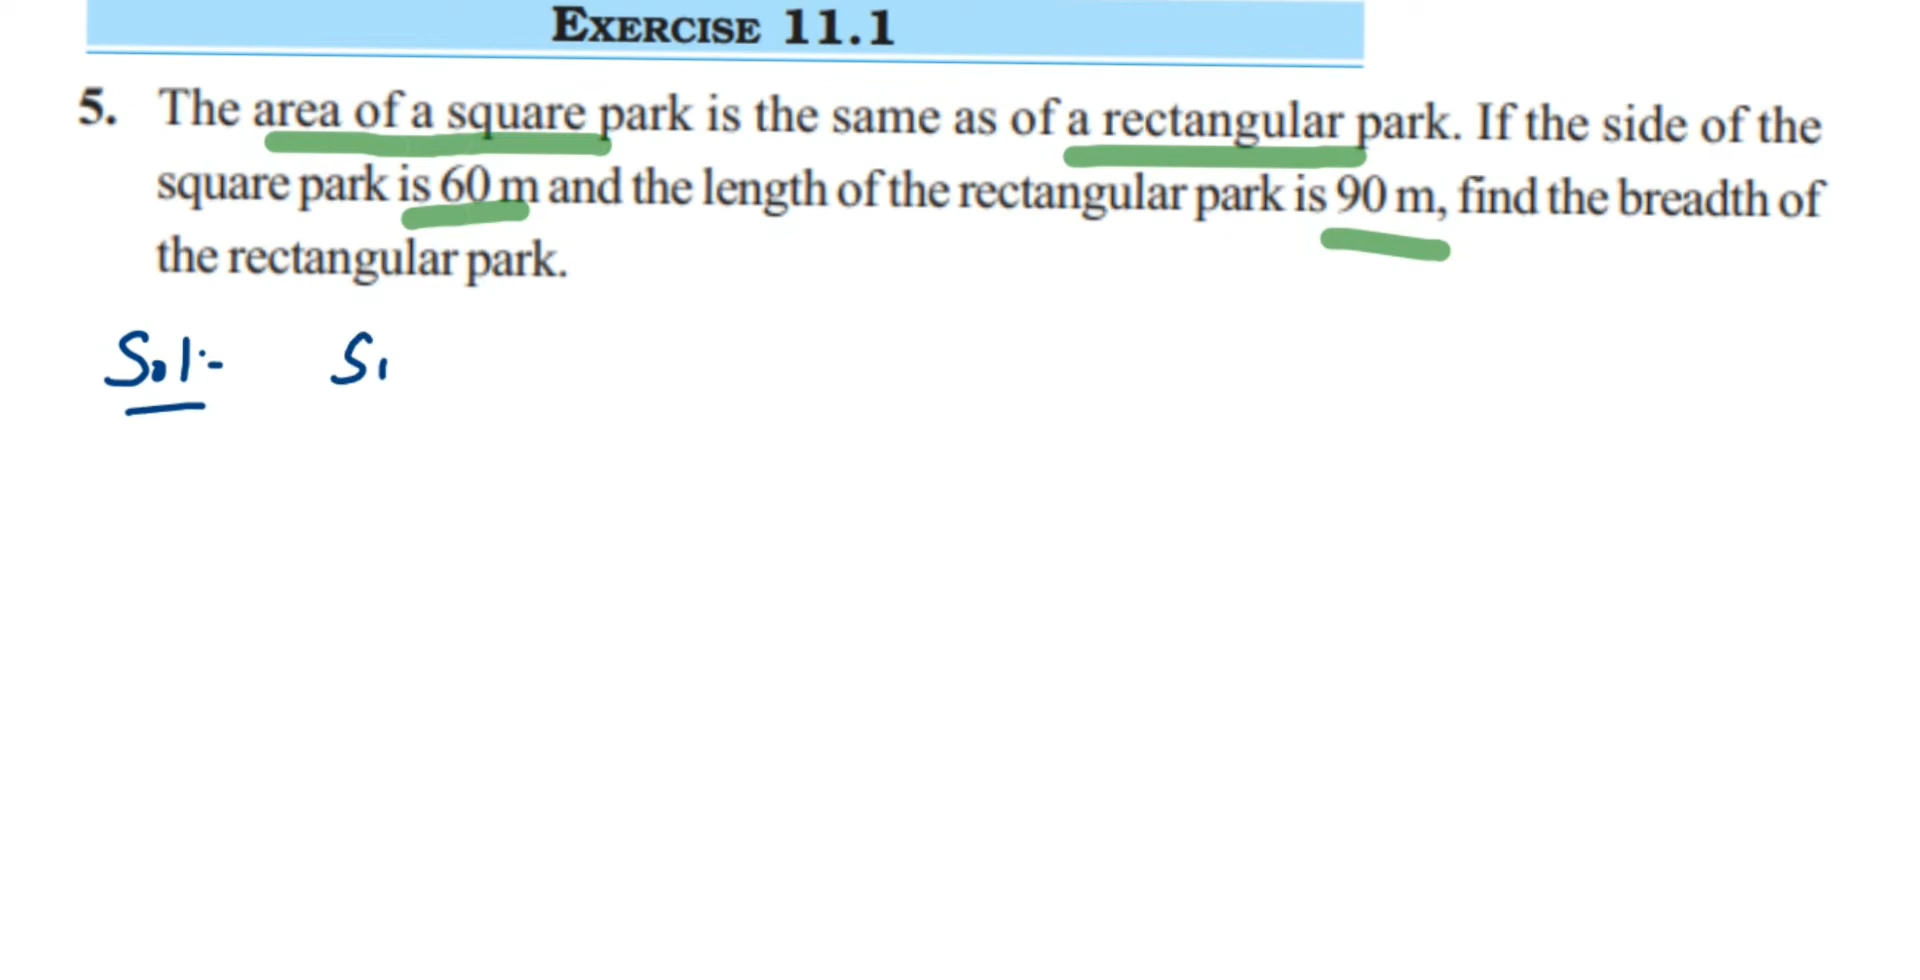 EXERCISE 11.1
5. The area of a square park is the same as of a rectangular park. If the side of the
square park is 60 m and the length of the rectangular park is 90 m, find the breadth of
the rectangular park.
Sol:- Si